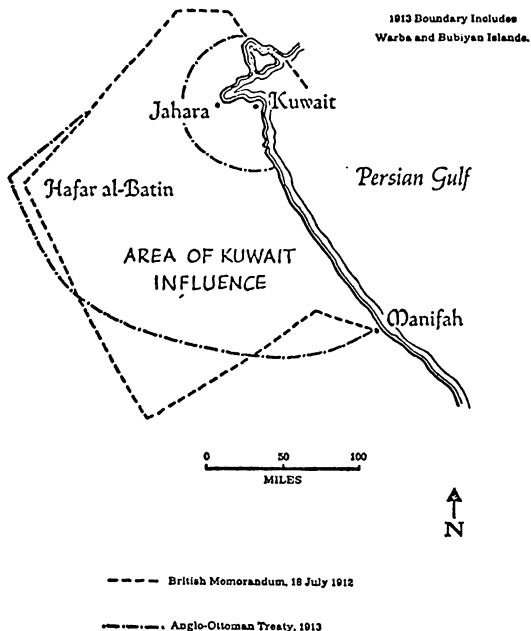 1913 Boundary Includes
Warba and Bubiyan Islands.
Jahara
Kuwait
Hafar al-Batin
Persian Gulf
AREA OF KUWAIT
INFLUENCE
Manifah
0 50 100
MILES
N
British Memorandum, 18 July 1912
Anglo-Ottoman Treaty, 1913